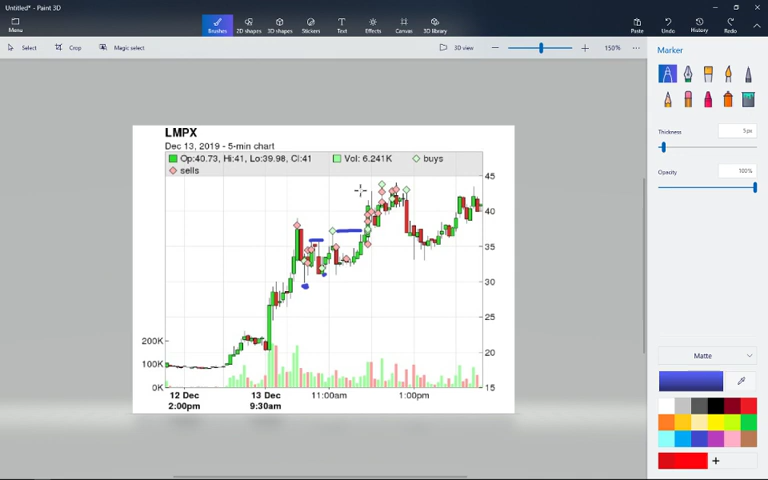 Untitled* - Paint 3D
Menu
Brushes
2D shapes
3D shapes
Stickers
Text
Effects
Canvas
3D library
Paste
Undo
History
Redo
Select
Crop
Magic select
3D view
150%
Marker
Thickness
5px
Opacity
100%
Matte
LMPX
Dec 13, 2019 - 5-min chart
Op:40.73, Hi:41, Lo:39.98, Cl:41 Vol: 6.241K buys
sells
45
40
35
30
25
20
15
200K
100K
0K
12 Dec 13 Dec 11:00am 1:00pm
2:00pm 9:30am